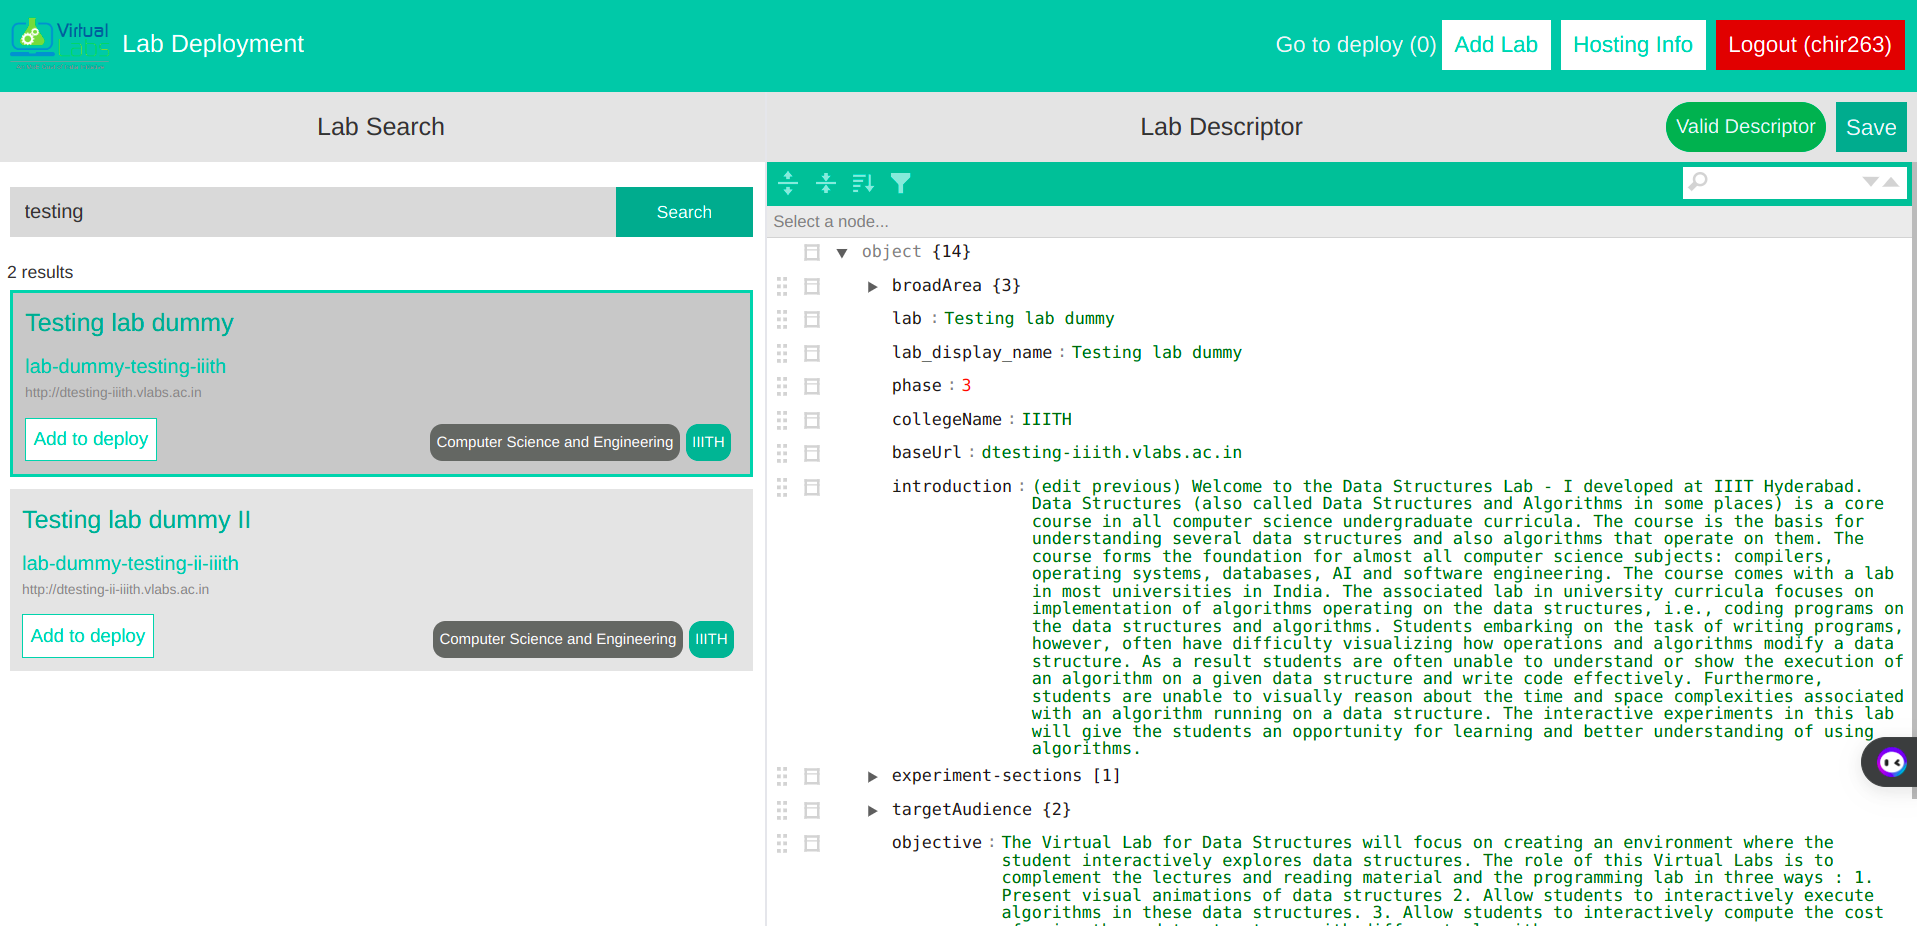 Virtual
Lab Deployment
Go to deploy (0)
Add Lab
Hosting Info
Logout (chir263)
Lab Search
Lab Descriptor
Valid Descriptor
Save
testing
Search
2 results
Testing lab dummy
lab-dummy-testing-iiith
http://dtesting-iiith.vlabs.ac.in
Add to deploy
Computer Science and Engineering
IIITH
Testing lab dummy II
lab-dummy-testing-ii-iiith
http://dtesting-ii-iiith.vlabs.ac.in
Add to deploy
Computer Science and Engineering
IIITH
Select a node...
object {14}
broadArea {3}
lab : Testing lab dummy
lab_display_name : Testing lab dummy
phase : 3
collegeName : IIITH
baseUrl : dtesting-iiith.vlabs.ac.in
introduction : (edit previous) Welcome to the Data Structures Lab - I developed at IIIT Hyderabad.
Data Structures (also called Data Structures and Algorithms in some places) is a core
course in all computer science undergraduate curricula. The course is the basis for
understanding several data structures and also algorithms that operate on them. The
course forms the foundation for almost all computer science subjects: compilers,
operating systems, databases, AI and software engineering. The course comes with a lab
in most universities in India. The associated lab in university curricula focuses on
implementation of algorithms operating on the data structures, i.e., coding programs on
the data structures and algorithms. Students embarking on the task of writing programs,
however, often have difficulty visualizing how operations and algorithms modify a data
structure. As a result students are often unable to understand or show the execution of
an algorithm on a given data structure and write code effectively. Furthermore,
students are unable to visually reason about the time and space complexities associated
with an algorithm running on a data structure. The interactive experiments in this lab
will give the students an opportunity for learning and better understanding of using
algorithms.
experiment-sections [1]
targetAudience {2}
objective : The Virtual Lab for Data Structures will focus on creating an environment where the
student interactively explores data structures. The role of this Virtual Labs is to
complement the lectures and reading material and the programming lab in three ways : 1.
Present visual animations of data structures 2. Allow students to interactively execute
algorithms in these data structures. 3. Allow students to interactively compute the cost